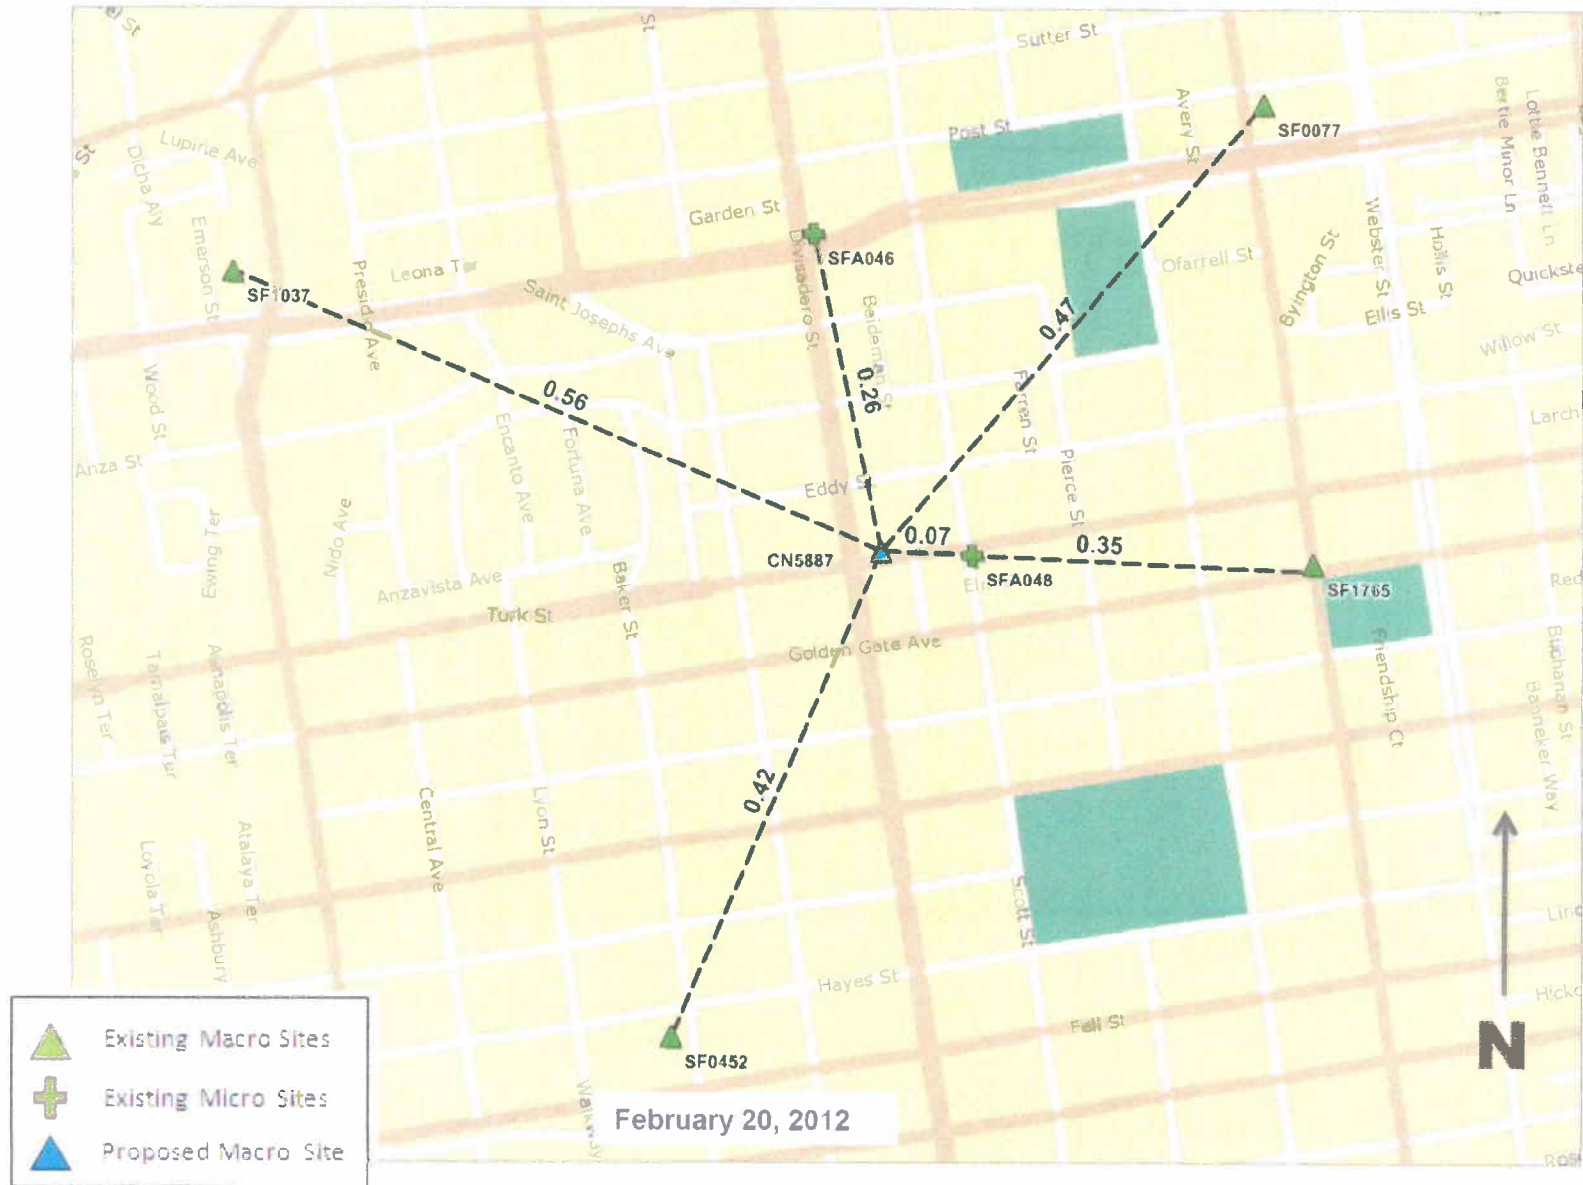 Sutter St
Avery St
Bertie Minor Ln
Lottie Bennett Ln
SF0077
Post St
Lupine Ave
Dicha Aly
St
St
St
Garden St
SFA046
Divisadero St
Emerson St
Leona Ter
SF1037
Presidio Ave
Saint Josephs Ave
Beideman St
Ofarrell St
Byington St
Webster St
Hollis St
Quickste
Ellis St
Willow St
0.47
0.26
0.56
Wood St
Farren St
Larch
Anza St
Encanto Ave
Fortuna Ave
Eddy St
Pierce St
Ewing Ter
Nido Ave
0.07
0.35
CN5887
SFA048
SF1765
Anzavista Ave
Baker St
Turk St
Red
Golden Gate Ave
Roselyn Ter
Tamalpais Ter
Annapolis Ter
Friendship Ct
Buchanan St
Banneker Way
0.42
Central Ave
Lyon St
Loyola Ter
Atalaya Ter
Ashbury
Scott St
Hayes St
Fell St
SF0452
N
February 20, 2012
Existing Macro Sites
Existing Micro Sites
Proposed Macro Site